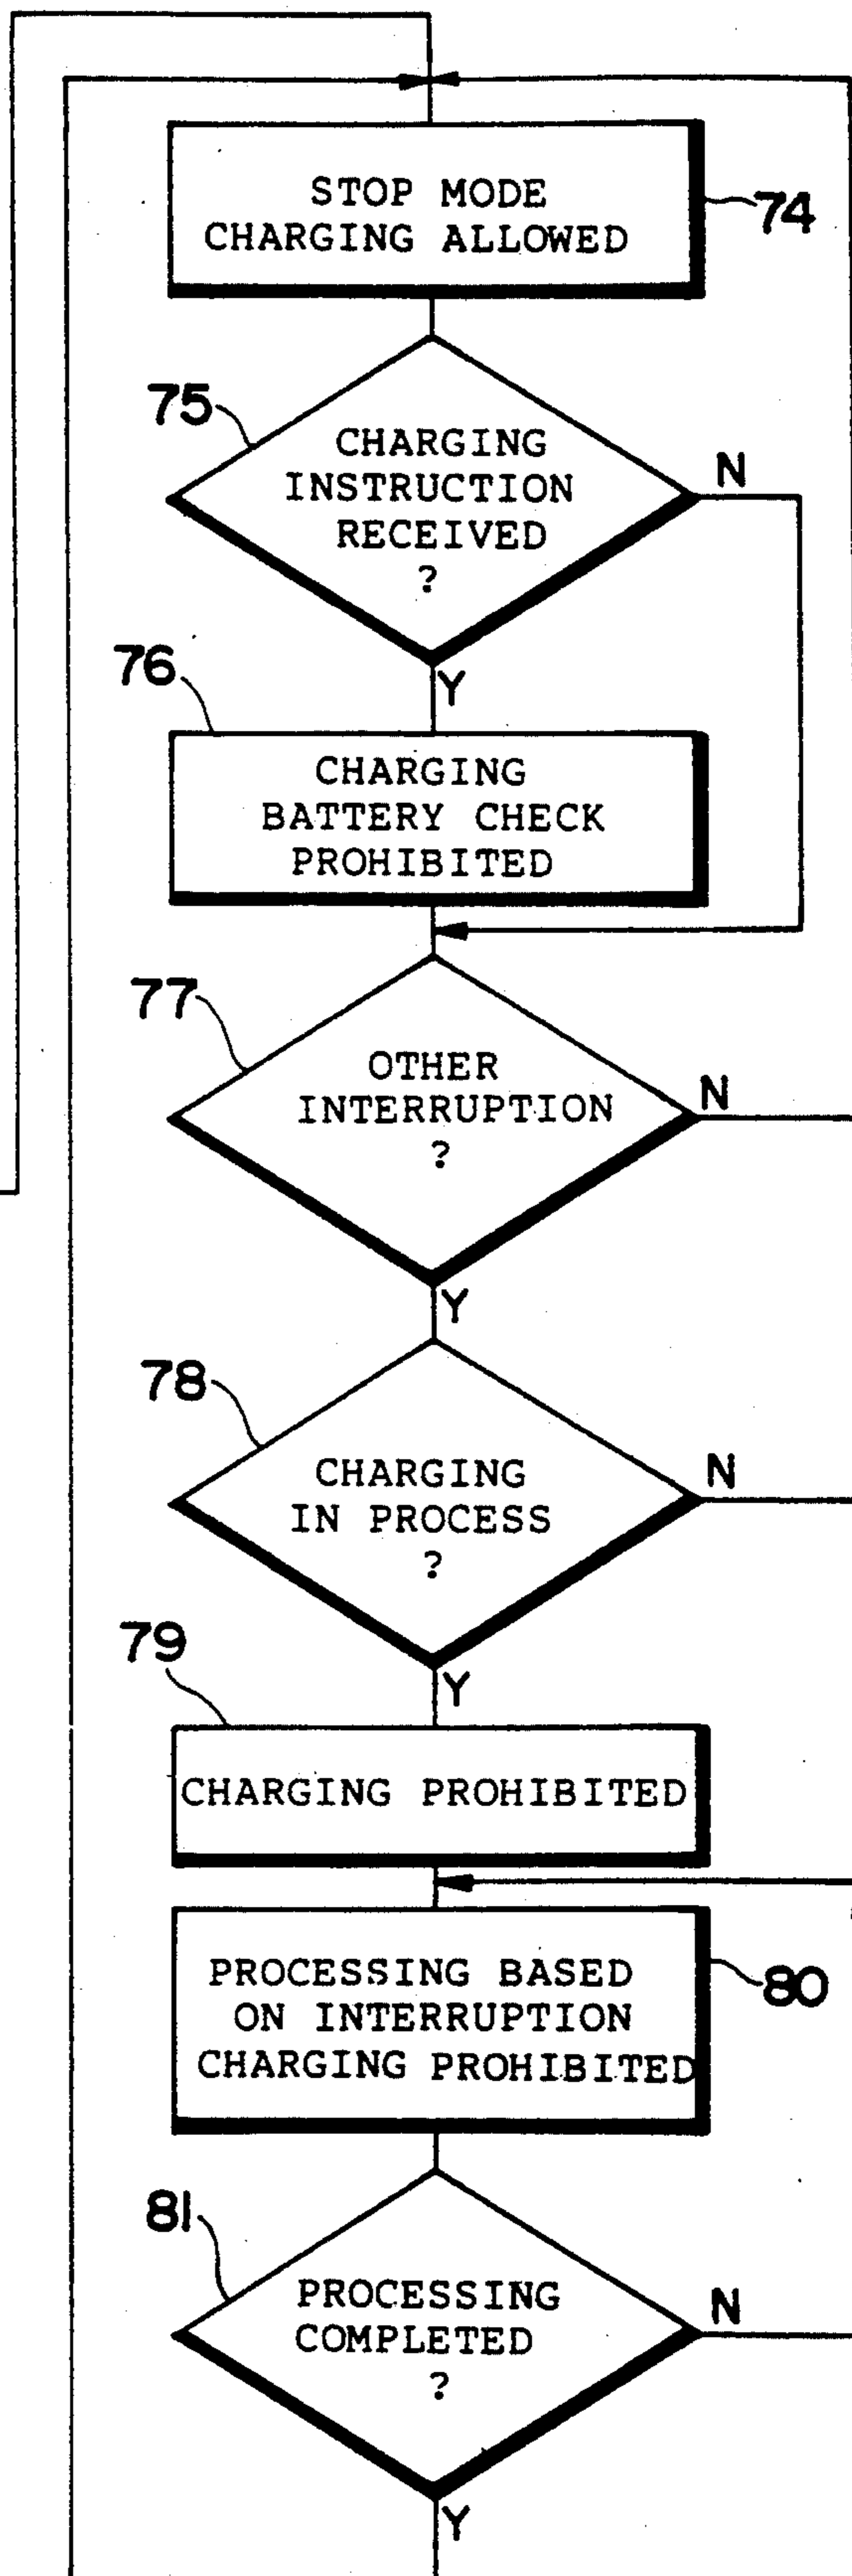 STOP MODE
CHARGING ALLOWED
74
75
CHARGING
INSTRUCTION
RECEIVED
?
N
Y
76
CHARGING
BATTERY CHECK
PROHIBITED
77
OTHER
INTERRUPTION
?
N
Y
78
CHARGING
IN PROCESS
?
N
Y
79
CHARGING PROHIBITED
PROCESSING BASED
ON INTERRUPTION
CHARGING PROHIBITED
80
81
PROCESSING
COMPLETED
?
N
Y